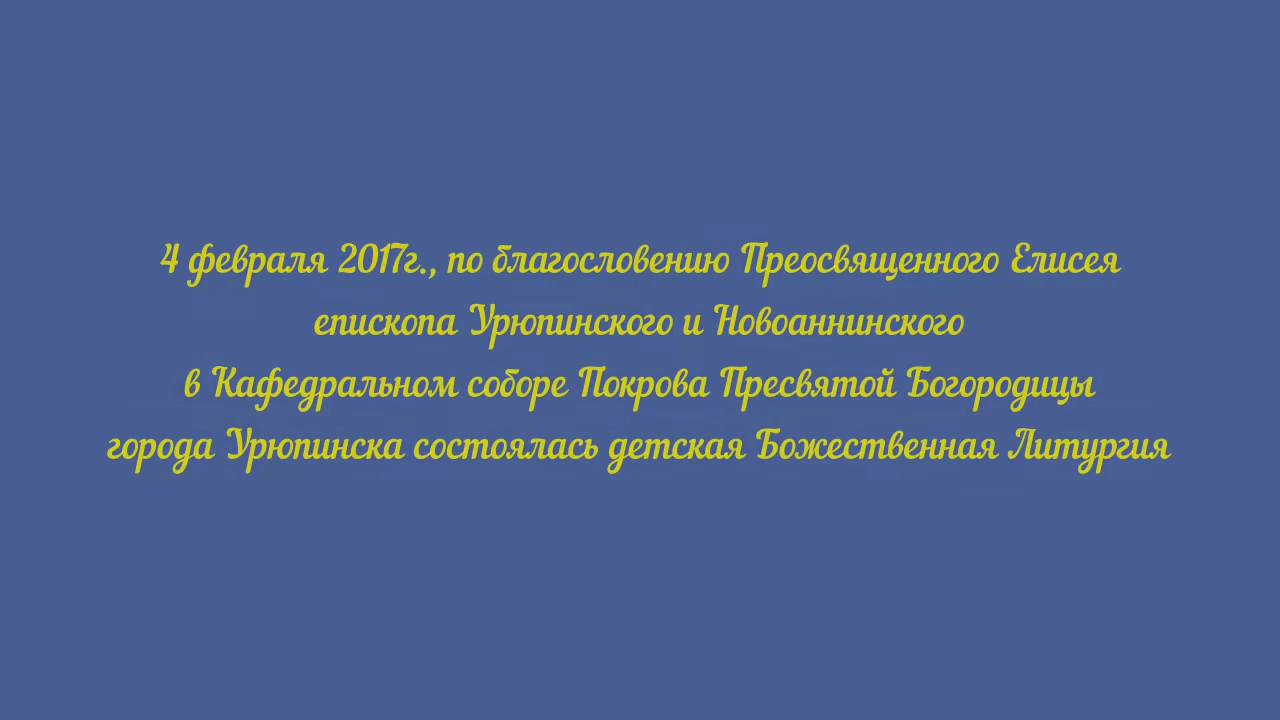 4 февраля 2017г., по благословению Преосвященного Елисея
епископа Урюпинского и Новоаннинского
в Кафедральном соборе Покрова Пресвятой Богородицы
города Урюпинска состоялась детская Божественная Литургия